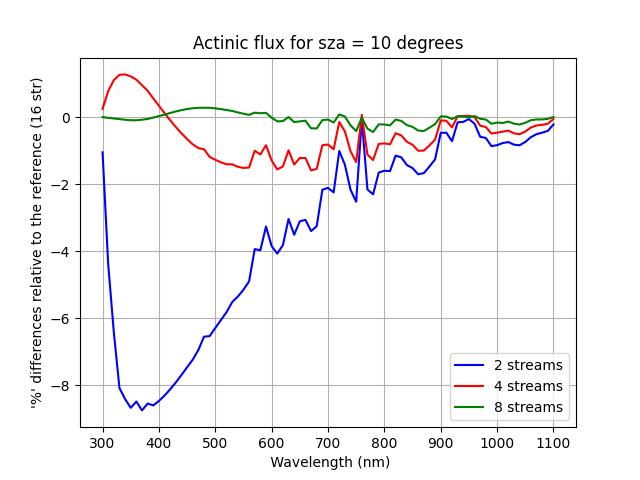 Actinic flux for sza = 10 degrees
'%' differences relative to the reference (16 str)
0
−2
−4
−6
−8
300 400 500 600 700 800 900 1000 1100
Wavelength (nm)
2 streams
4 streams
8 streams